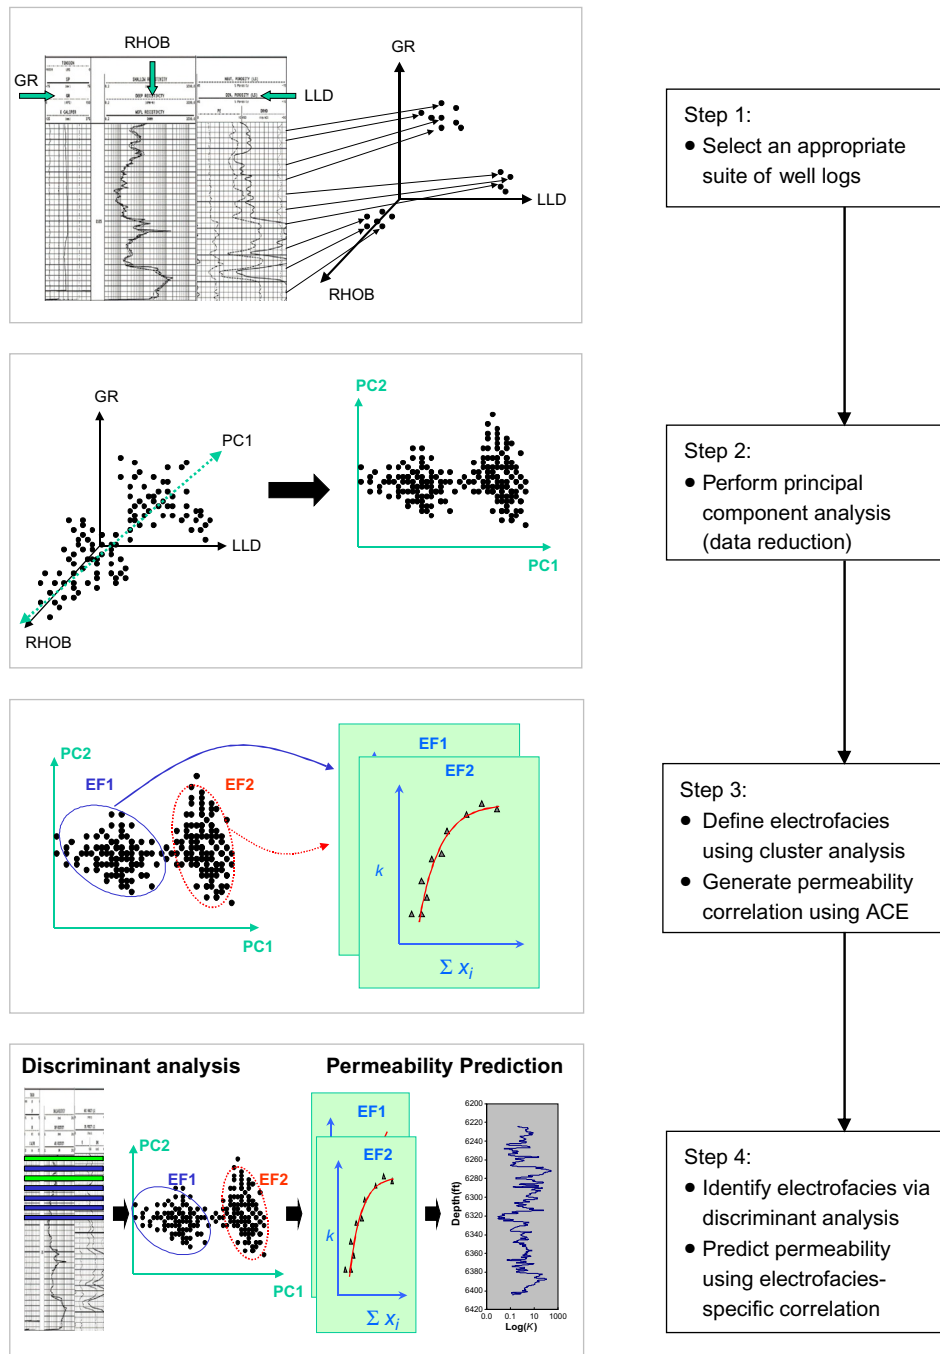 RHOB
GR
LLD
GR
LLD
RHOB
Step 1:
• Select an appropriate
suite of well logs
GR
PC1
LLD
RHOB
PC2
PC1
Step 2:
• Perform principal
component analysis
(data reduction)
PC2
EF1
EF2
PC1
EF1
EF2
k
Σ xi
Step 3:
• Define electrofacies
using cluster analysis
• Generate permeability
correlation using ACE
Discriminant analysis
Permeability Prediction
PC2
EF1
EF2
PC1
EF1
EF2
k
Σ xi
Depth(ft)
6200
6220
6240
6260
6280
6300
6320
6340
6360
6380
6400
6420
0.1 10 1000
Log(K)
Step 4:
• Identify electrofacies via
discriminant analysis
• Predict permeability
using electrofacies-
specific correlation